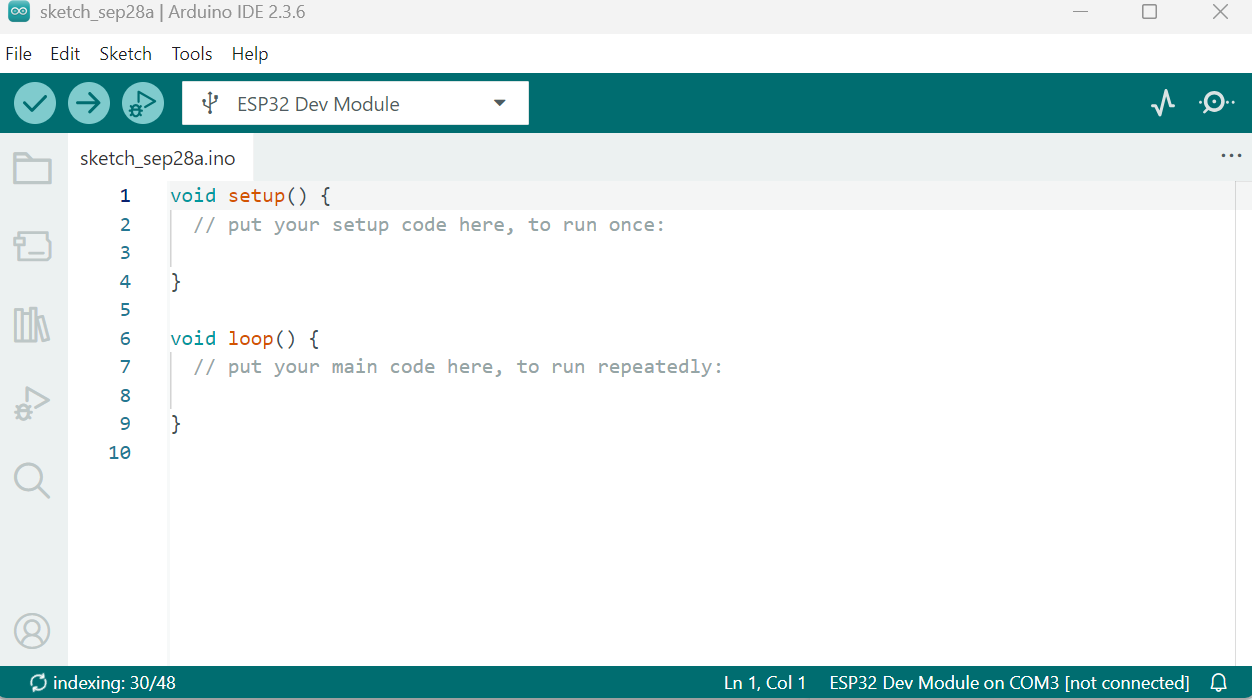 sketch_sep28a | Arduino IDE 2.3.6
File Edit Sketch Tools Help
ESP32 Dev Module
sketch_sep28a.ino
1 void setup() {
2 // put your setup code here, to run once:
3
4 }
5
6 void loop() {
7 // put your main code here, to run repeatedly:
8
9 }
10
indexing: 30/48 Ln 1, Col 1 ESP32 Dev Module on COM3 [not connected]